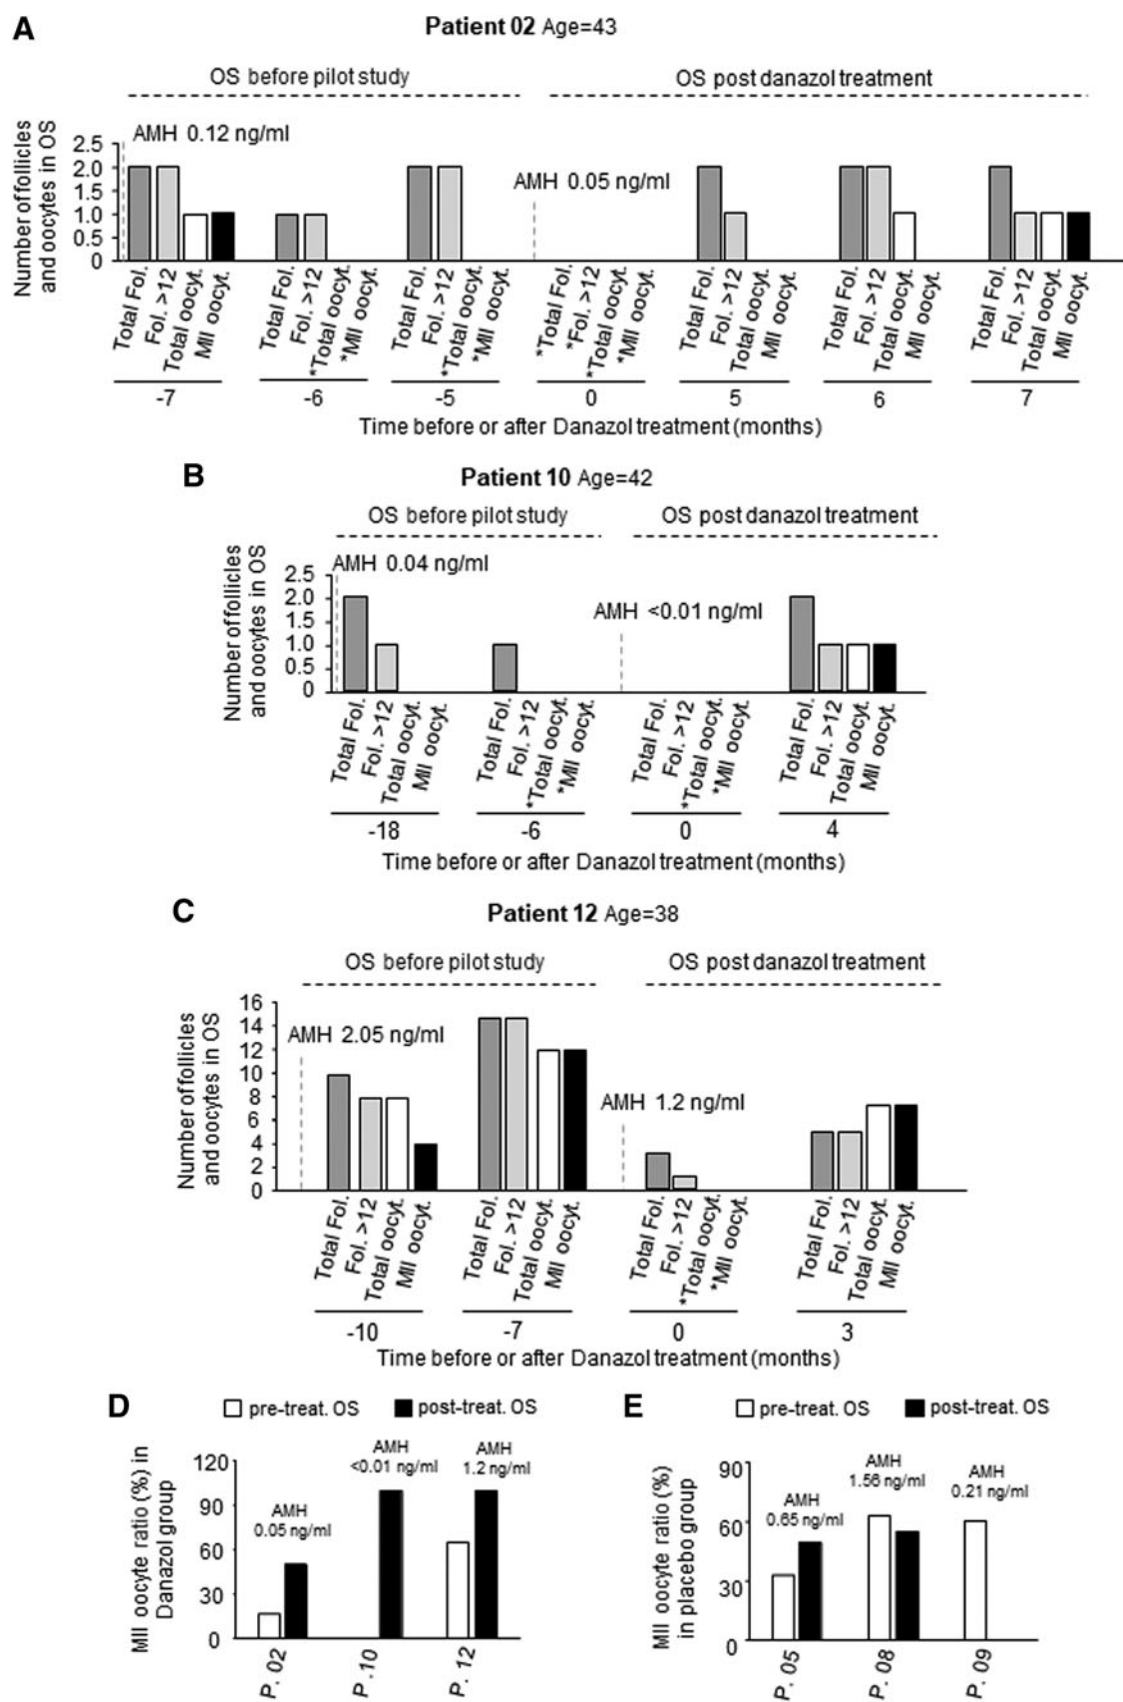 A
Patient 02 Age=43
OS before pilot study
OS post danazol treatment
Number of follicles
and oocytes in OS
2.5
2.0
1.5
1.0
0.5
0
AMH 0.12 ng/ml
AMH 0.05 ng/ml
Total Fol.
Fol. >12
Total oocyt.
MII oocyt.
Total Fol.
Fol. >12
*Total oocyt.
*MII oocyt.
Total Fol.
Fol. >12
*Total oocyt.
*MII oocyt.
*Total Fol.
*Fol. >12
*Total oocyt.
*MII oocyt.
Total Fol.
Fol. >12
Total oocyt.
MII oocyt.
Total Fol.
Fol. >12
Total oocyt.
MII oocyt.
Total Fol.
Fol. >12
Total oocyt.
MII oocyt.
-7
-6
-5
0
5
6
7
Time before or after Danazol treatment (months)
B
Patient 10 Age=42
OS before pilot study
OS post danazol treatment
Number of follicles
and oocytes in OS
2.5
2.0
1.5
1.0
0.5
0
AMH 0.04 ng/ml
AMH <0.01 ng/ml
Total Fol.
Fol. >12
Total oocyt.
MII oocyt.
Total Fol.
Fol. >12
*Total oocyt.
*MII oocyt.
Total Fol.
Fol. >12
*Total oocyt.
*MII oocyt.
Total Fol.
Fol. >12
Total oocyt.
MII oocyt.
-18
-6
0
4
Time before or after Danazol treatment (months)
C
Patient 12 Age=38
OS before pilot study
OS post danazol treatment
Number of follicles
and oocytes in OS
16
14
12
10
8
6
4
2
0
AMH 2.05 ng/ml
AMH 1.2 ng/ml
Total Fol.
Fol. >12
Total oocyt.
MII oocyt.
Total Fol.
Fol. >12
Total oocyt.
MII oocyt.
Total Fol.
Fol. >12
*Total oocyt.
*MII oocyt.
Total Fol.
Fol. >12
Total oocyt.
MII oocyt.
-10
-7
0
3
Time before or after Danazol treatment (months)
D
pre-treat. OS
post-treat. OS
MII oocyte ratio (%) in
Danazol group
120
90
60
30
0
AMH
0.05 ng/ml
AMH
<0.01 ng/ml
AMH
1.2 ng/ml
P. 02
P. 10
P. 12
E
pre-treat. OS
post-treat. OS
MII oocyte ratio (%)
in placebo group
90
60
30
0
AMH
0.65 ng/ml
AMH
1.56 ng/ml
AMH
0.21 ng/ml
P. 05
P. 08
P. 09